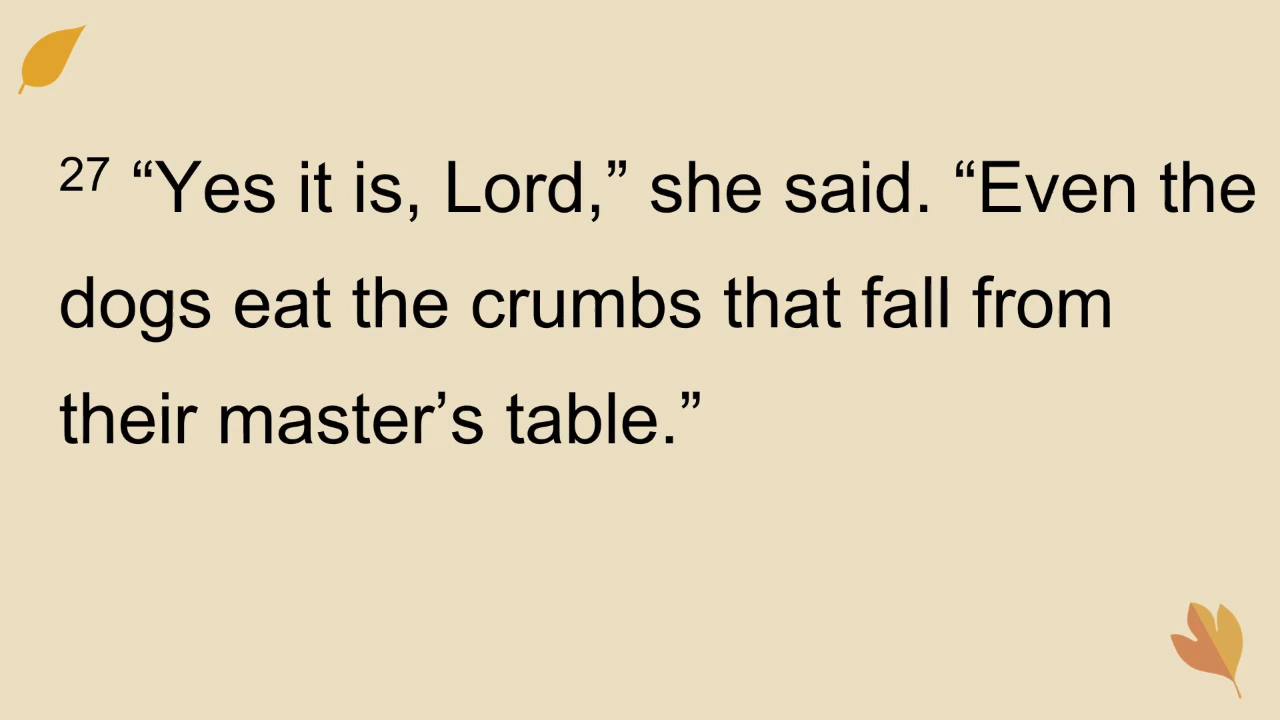 27 “Yes it is, Lord,” she said. “Even the
dogs eat the crumbs that fall from
their master’s table.”